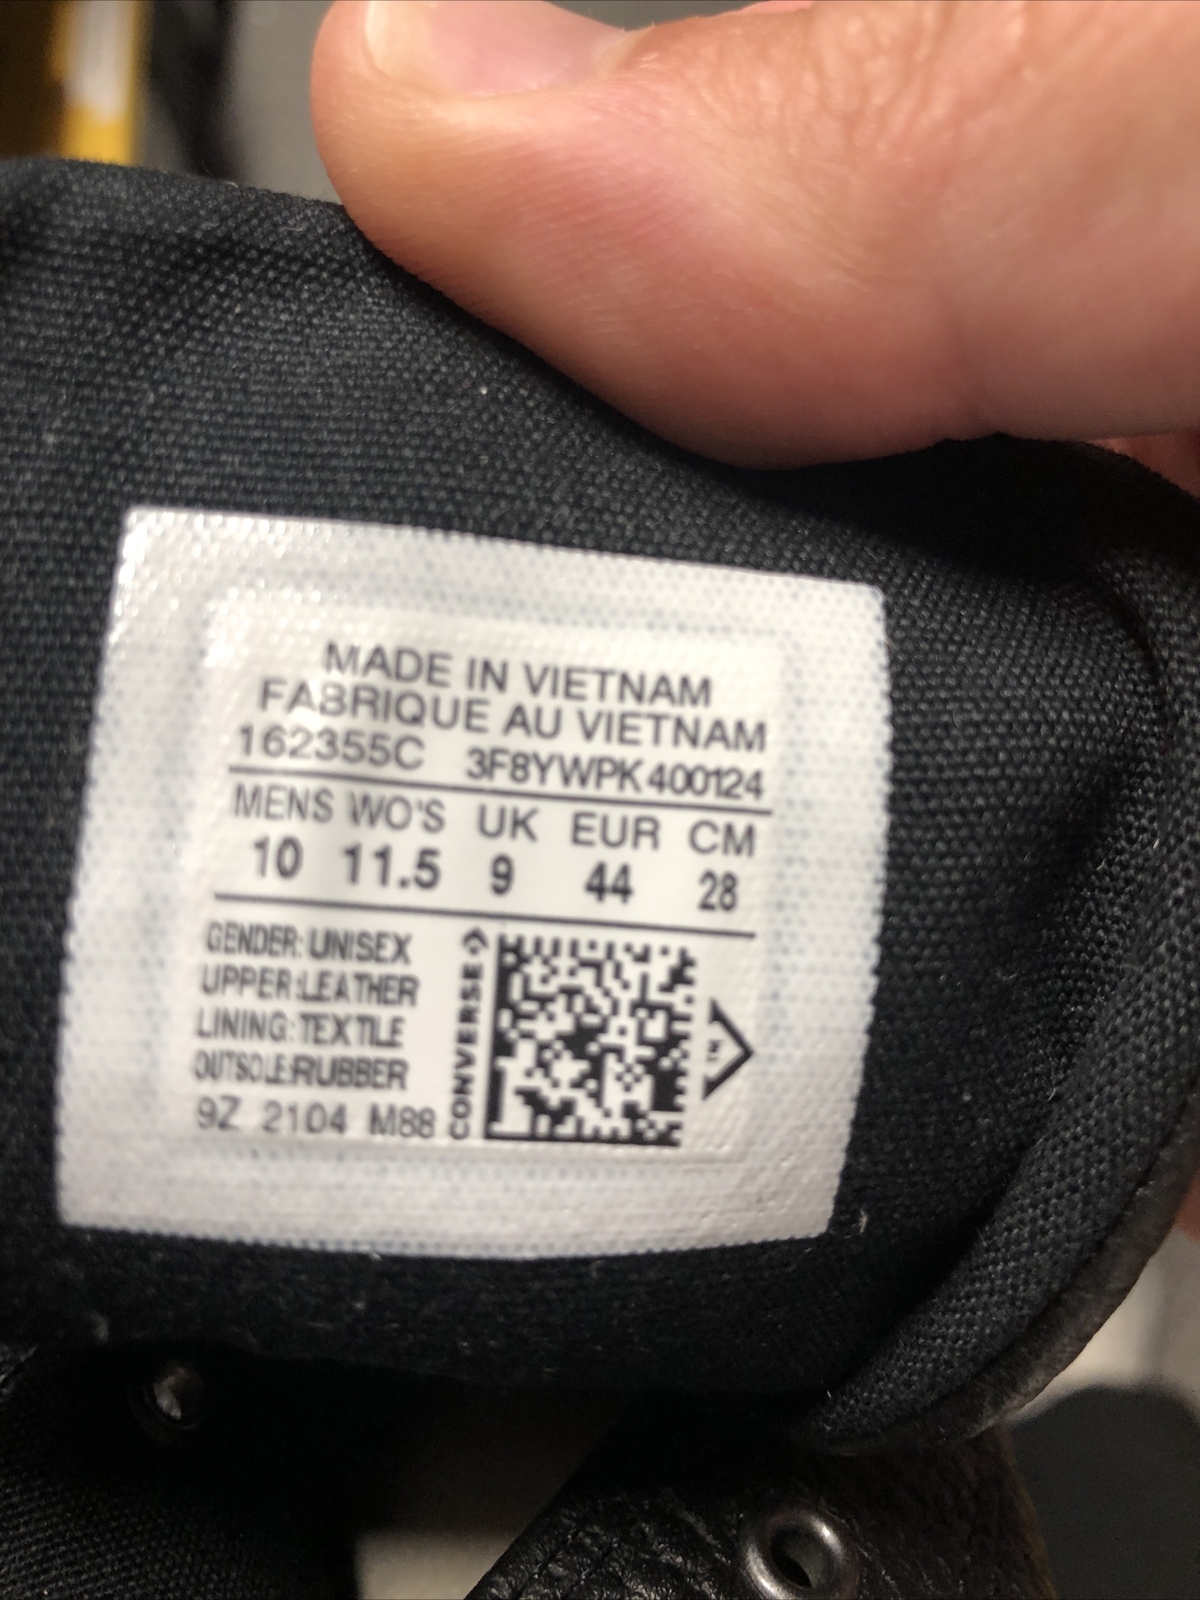 MADE IN VIETNAM
FABRIQUE AU VIETNAM
162355C 3F8YWPK400124
MENS WO'S UK EUR CM
10 11.5 9 44 28
GENDER: UNISEX
UPPER:LEATHER
LINING:TEXTILE
OUTSOLE:RUBBER
9Z 2104 M88
CONVERSE